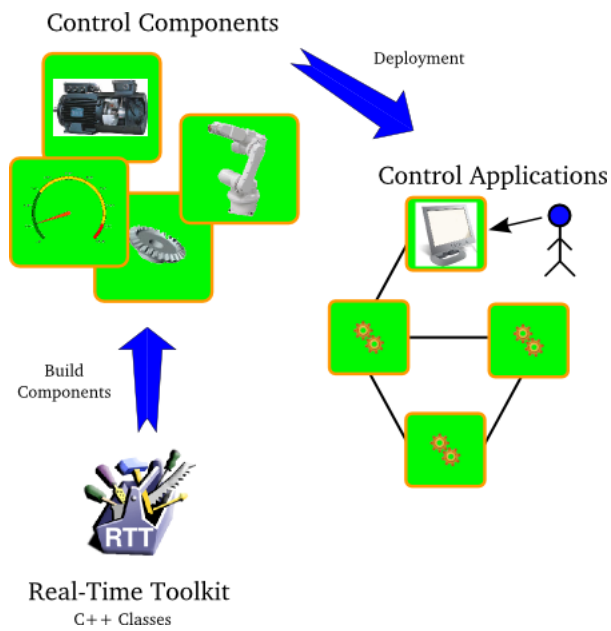 Control Components
Deployment
Control Applications
Build
Components
RTT
Real-Time Toolkit
C++ Classes